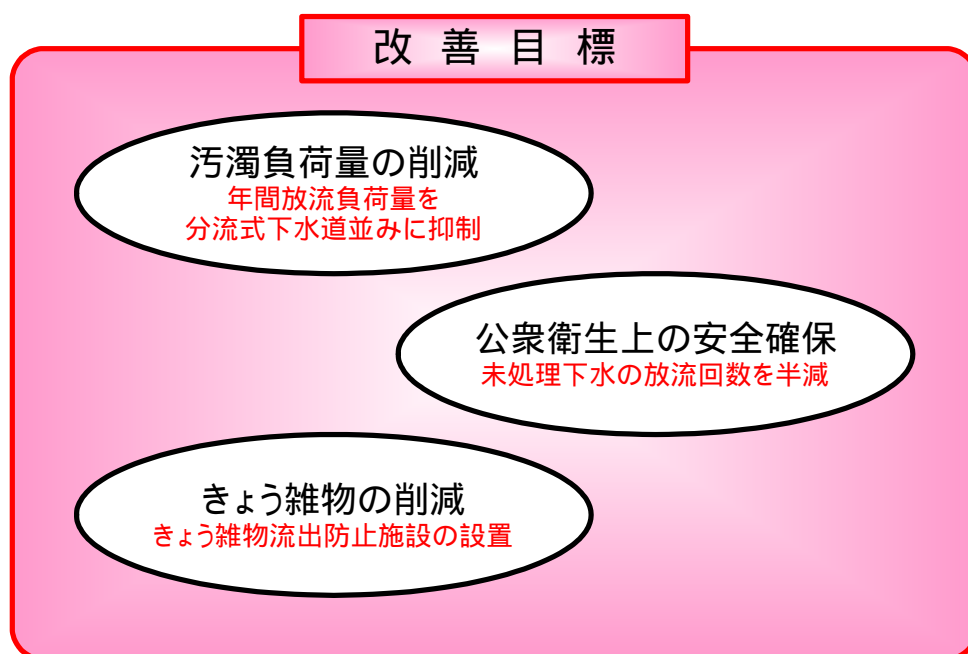 改善目標
汚濁負荷量の削減
年間放流負荷量を
分流式下水道並みに抑制
公衆衛生上の安全確保
未処理下水の放流回数を半減
きょう雑物の削減
きょう雑物流出防止施設の設置